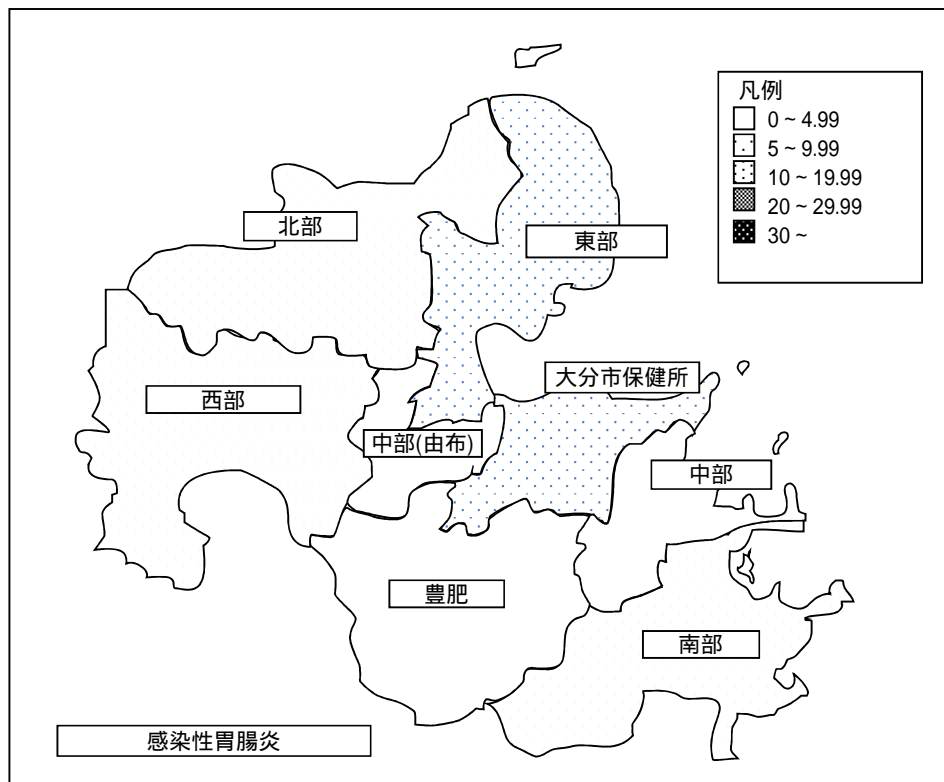 凡例
0 ~ 4.99
5 ~ 9.99
10 ~ 19.99
20 ~ 29.99
30 ~
北部
東部
大分市保健所
西部
中部(由布)
中部
豊肥
南部
感染性胃腸炎